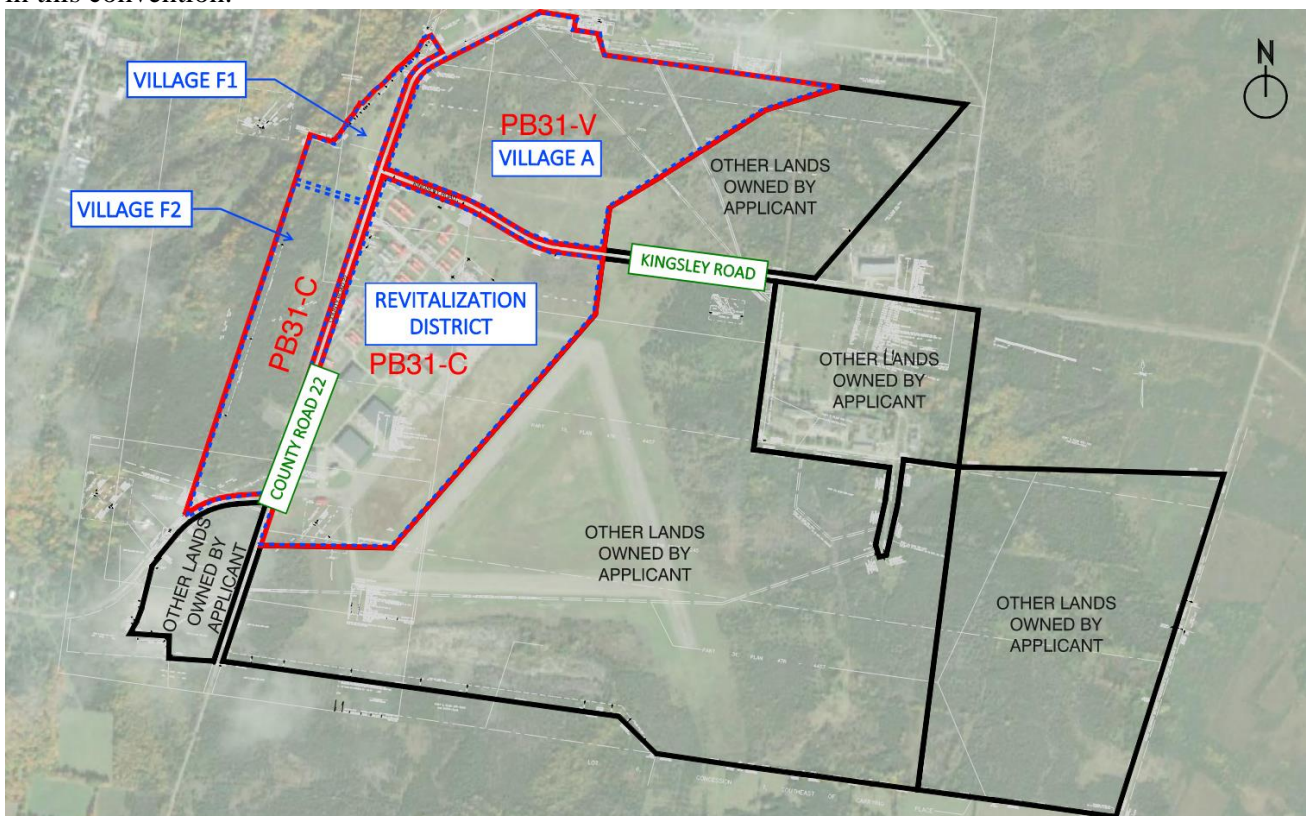 in this convention.
N
VILLAGE F1
PB31-V
VILLAGE A
OTHER LANDS
OWNED BY
APPLICANT
VILLAGE F2
KINGSLEY ROAD
REVITALIZATION
DISTRICT
PB31-C
PB31-C
OTHER LANDS
OWNED BY
APPLICANT
COUNTY ROAD 22
OTHER LANDS
OWNED BY
APPLICANT
OTHER LANDS
OWNED BY
APPLICANT
OTHER LANDS
OWNED BY
APPLICANT